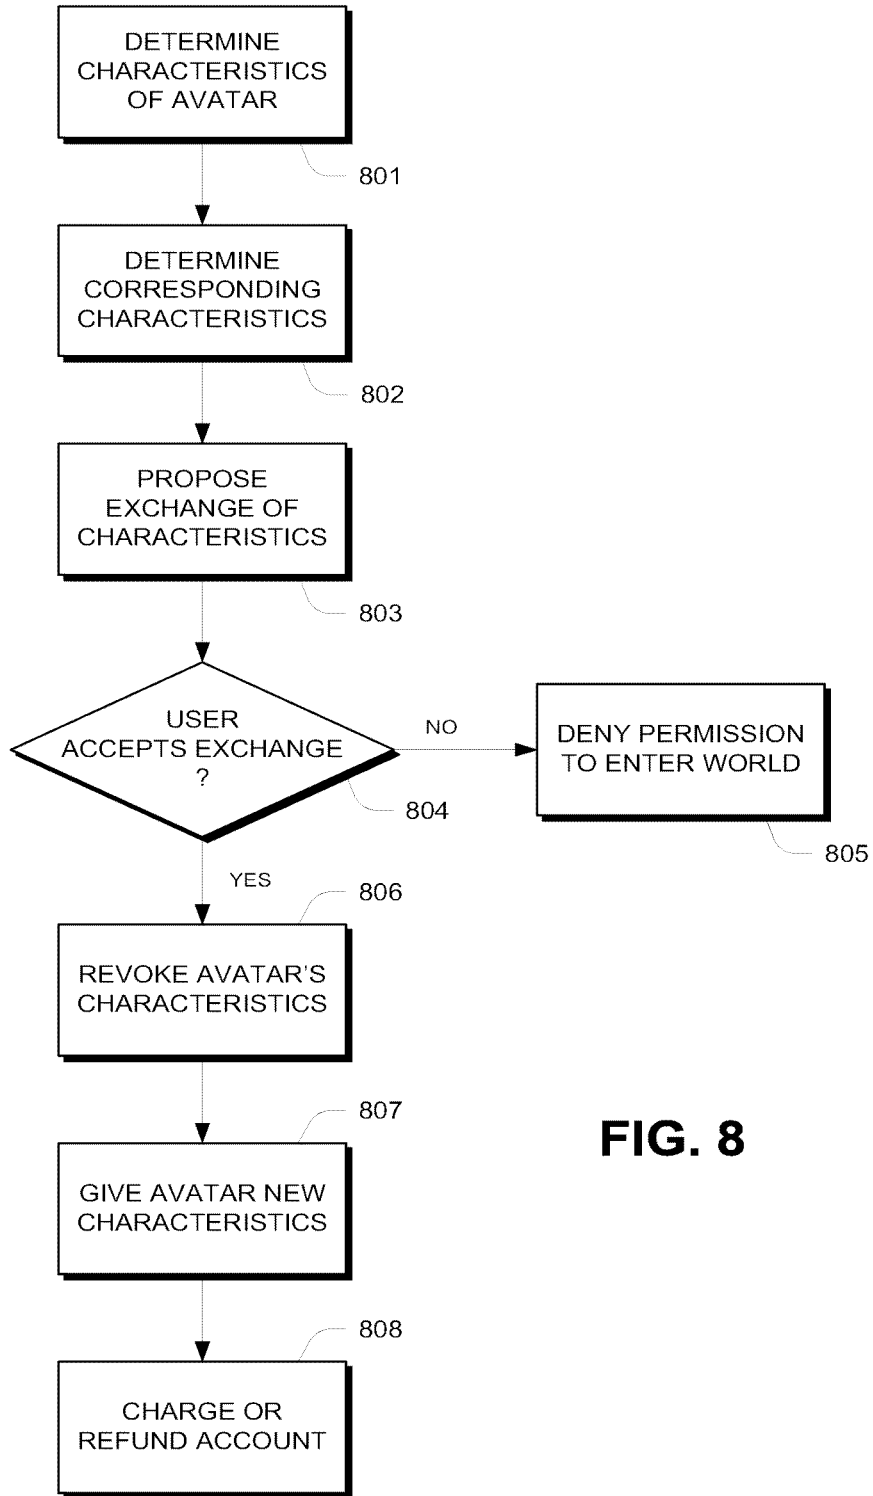 DETERMINE
CHARACTERISTICS
OF AVATAR
801
DETERMINE
CORRESPONDING
CHARACTERISTICS
802
PROPOSE
EXCHANGE OF
CHARACTERISTICS
803
USER
ACCEPTS EXCHANGE
?
804
NO
DENY PERMISSION
TO ENTER WORLD
805
YES
806
REVOKE AVATAR'S
CHARACTERISTICS
807
GIVE AVATAR NEW
CHARACTERISTICS
808
CHARGE OR
REFUND ACCOUNT
FIG. 8